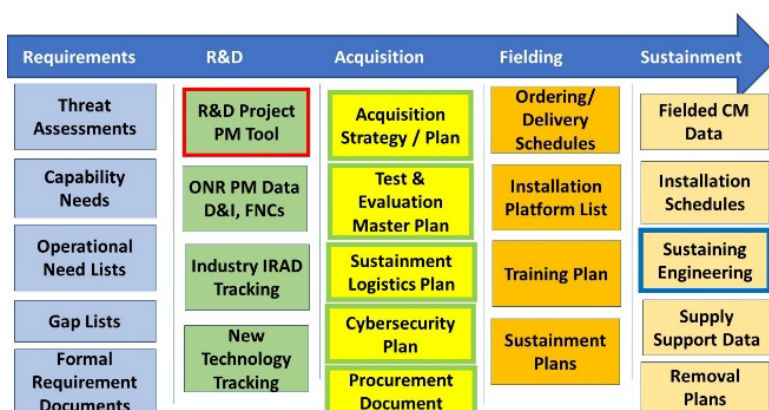 Requirements
R&D
Acquisition
Fielding
Sustainment
Threat
Assessments
Capability
Needs
Operational
Need Lists
Gap Lists
Formal
Requirement
Documents
R&D Project
PM Tool
ONR PM Data
D&I, FNCs
Industry IRAD
Tracking
New
Technology
Tracking
Acquisition
Strategy / Plan
Test &
Evaluation
Master Plan
Sustainment
Logistics Plan
Cybersecurity
Plan
Procurement
Document
Ordering/
Delivery
Schedules
Installation
Platform List
Training Plan
Sustainment
Plans
Fielded CM
Data
Installation
Schedules
Sustaining
Engineering
Supply
Support Data
Removal
Plans